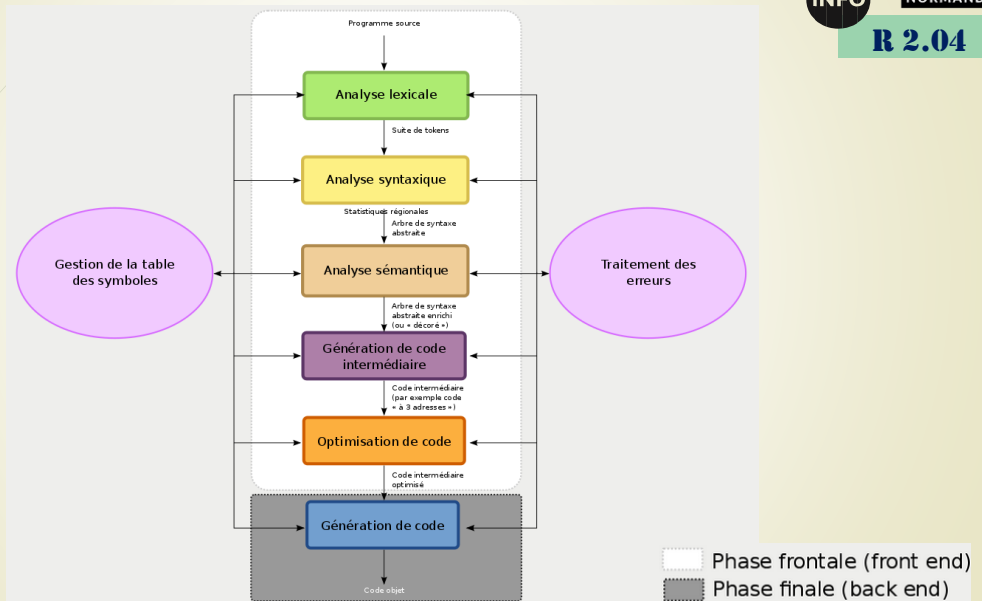 INFO
NORMAND
R 2.04
Programme source
Analyse lexicale
Suite de tokens
Analyse syntaxique
Statistiques régionales
Arbre de syntaxe
abstraite
Gestion de la table
des symboles
Analyse sémantique
Traitement des
erreurs
Arbre de syntaxe
abstraite enrichi
(ou « décoré »)
Génération de code
intermédiaire
Code intermédiaire
(par exemple code
« à 3 adresses »)
Optimisation de code
Code intermédiaire
optimisé
Génération de code
Code objet
Phase frontale (front end)
Phase finale (back end)